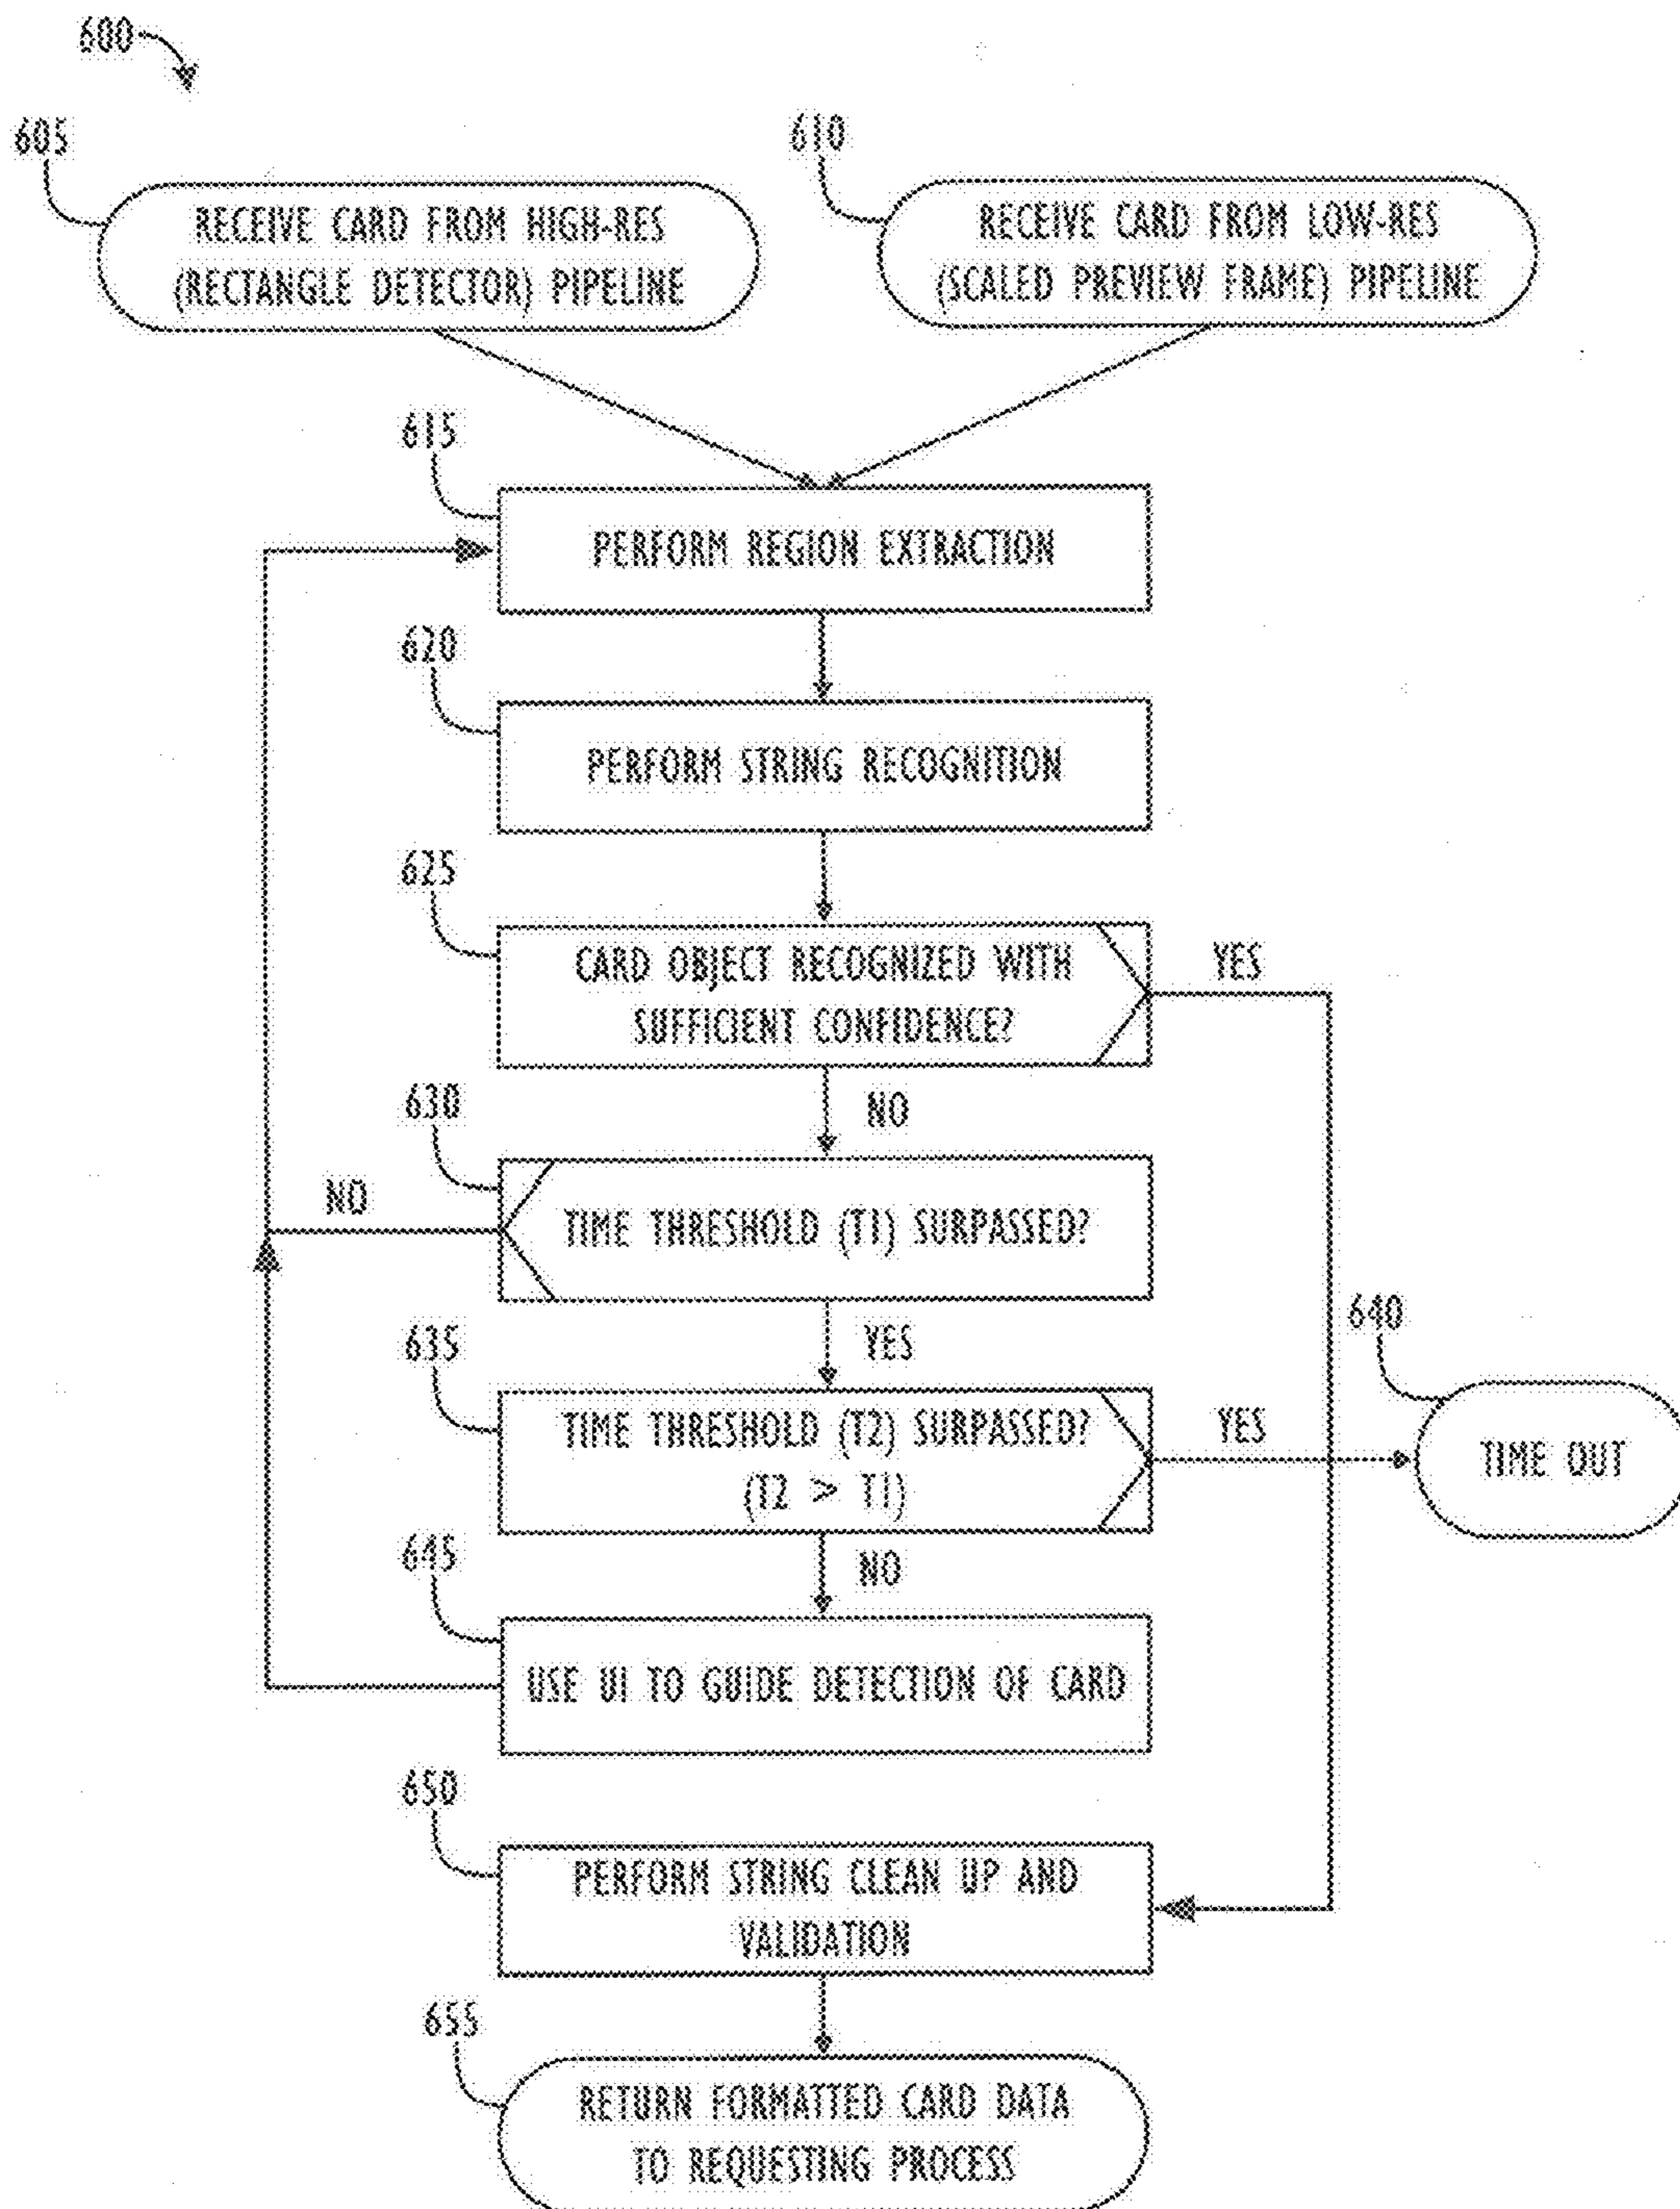 600
605
610
RECEIVE CARD FROM HIGH-RES
(RECTANGLE DETECTOR) PIPELINE
RECEIVE CARD FROM LOW-RES
(SCALED PREVIEW FRAME) PIPELINE
615
PERFORM REGION EXTRACTION
620
PERFORM STRING RECOGNITION
625
CARD OBJECT RECOGNIZED WITH
SUFFICIENT CONFIDENCE?
YES
NO
630
TIME THRESHOLD (T1) SURPASSED?
NO
YES
635
TIME THRESHOLD (T2) SURPASSED?
(T2 > T1)
YES
640
TIME OUT
NO
645
USE UI TO GUIDE DETECTION OF CARD
650
PERFORM STRING CLEAN UP AND
VALIDATION
655
RETURN FORMATTED CARD DATA
TO REQUESTING PROCESS